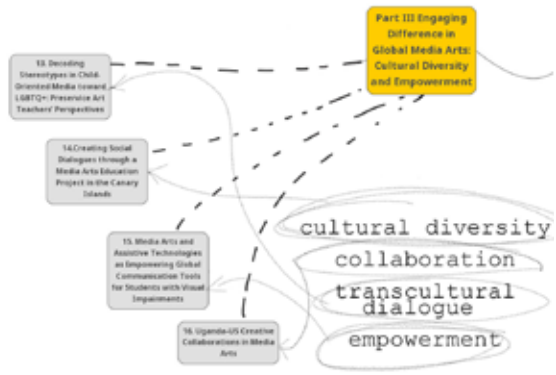 Part III Engaging
Difference in
Global Media Arts:
Cultural Diversity
and Empowerment
13. Decoding
Stereotypes in Child-
Oriented Media toward
LGBTQ+: Preservice Art
Teachers' Perspectives
14.Creating Social
Dialogues through a
Media Arts Education
Project in the Canary
Islands
15. Media Arts and
Assistive Technologies
as Empowering Global
Communication Tools
for Students with Visual
Impairments
16. Uganda-US Creative
Collaborations in Media
Arts
cultural diversity
collaboration
transcultural
dialogue
empowerment